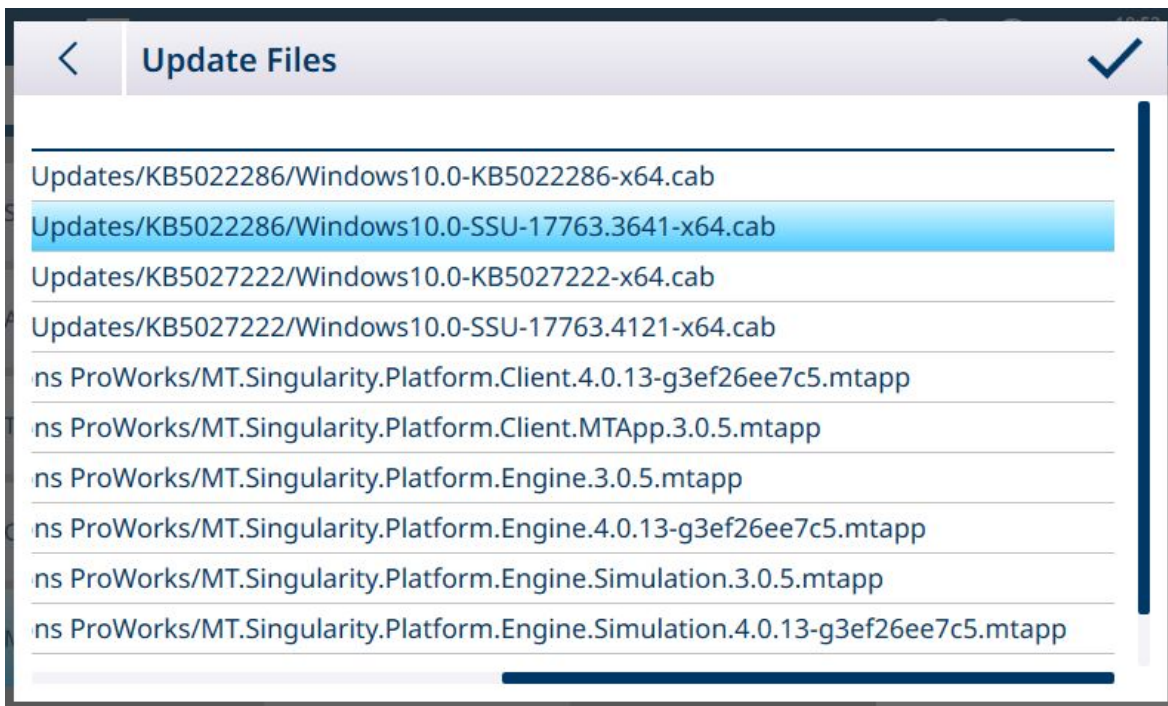 Update Files
Updates/KB5022286/Windows10.0-KB5022286-x64.cab
Updates/KB5022286/Windows10.0-SSU-17763.3641-x64.cab
Updates/KB5027222/Windows10.0-KB5027222-x64.cab
Updates/KB5027222/Windows10.0-SSU-17763.4121-x64.cab
ns ProWorks/MT.Singularity.Platform.Client.4.0.13-g3ef26ee7c5.mtapp
ns ProWorks/MT.Singularity.Platform.Client.MTApp.3.0.5.mtapp
ns ProWorks/MT.Singularity.Platform.Engine.3.0.5.mtapp
ns ProWorks/MT.Singularity.Platform.Engine.4.0.13-g3ef26ee7c5.mtapp
ns ProWorks/MT.Singularity.Platform.Engine.Simulation.3.0.5.mtapp
ns ProWorks/MT.Singularity.Platform.Engine.Simulation.4.0.13-g3ef26ee7c5.mtapp